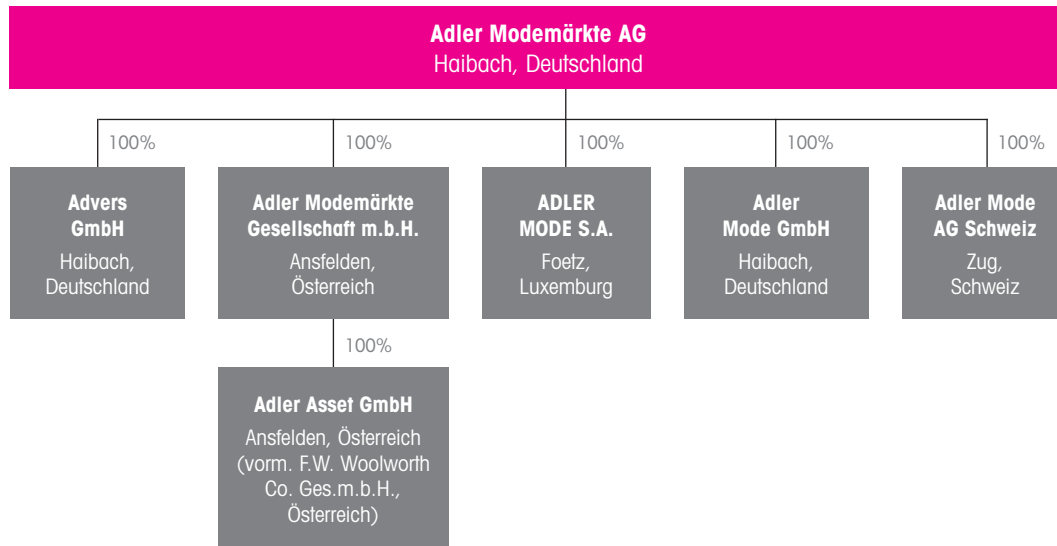 Adler Modemärkte AG
Haibach, Deutschland
100%
100%
100%
100%
100%
Advers
GmbH
Haibach,
Deutschland
Adler Modemärkte
Gesellschaft m.b.H.
Ansfelden,
Österreich
ADLER
MODE S.A.
Foetz,
Luxemburg
Adler
Mode GmbH
Haibach,
Deutschland
Adler Mode
AG Schweiz
Zug,
Schweiz
100%
Adler Asset GmbH
Ansfelden, Österreich
(vorm. F.W. Woolworth
Co. Ges.m.b.H.,
Österreich)